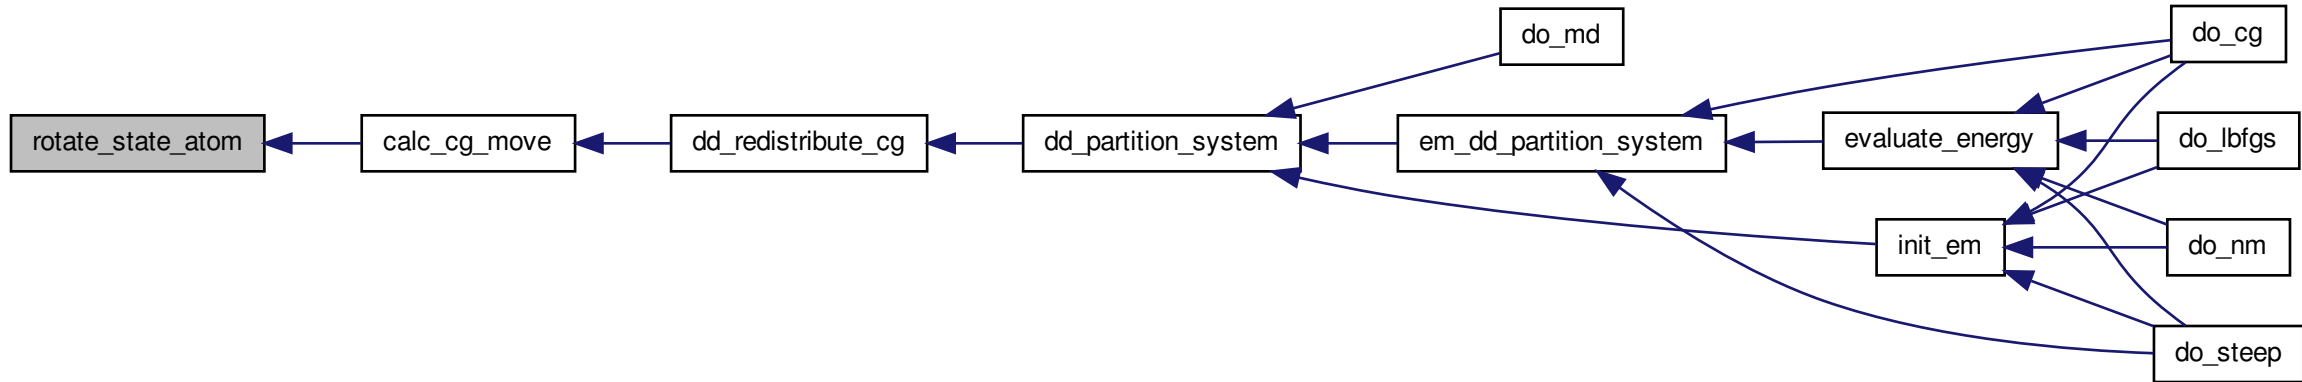 rotate_state_atom
calc_cg_move
dd_redistribute_cg
dd_partition_system
do_md
em_dd_partition_system
evaluate_energy
init_em
do_cg
do_lbfgs
do_nm
do_steep